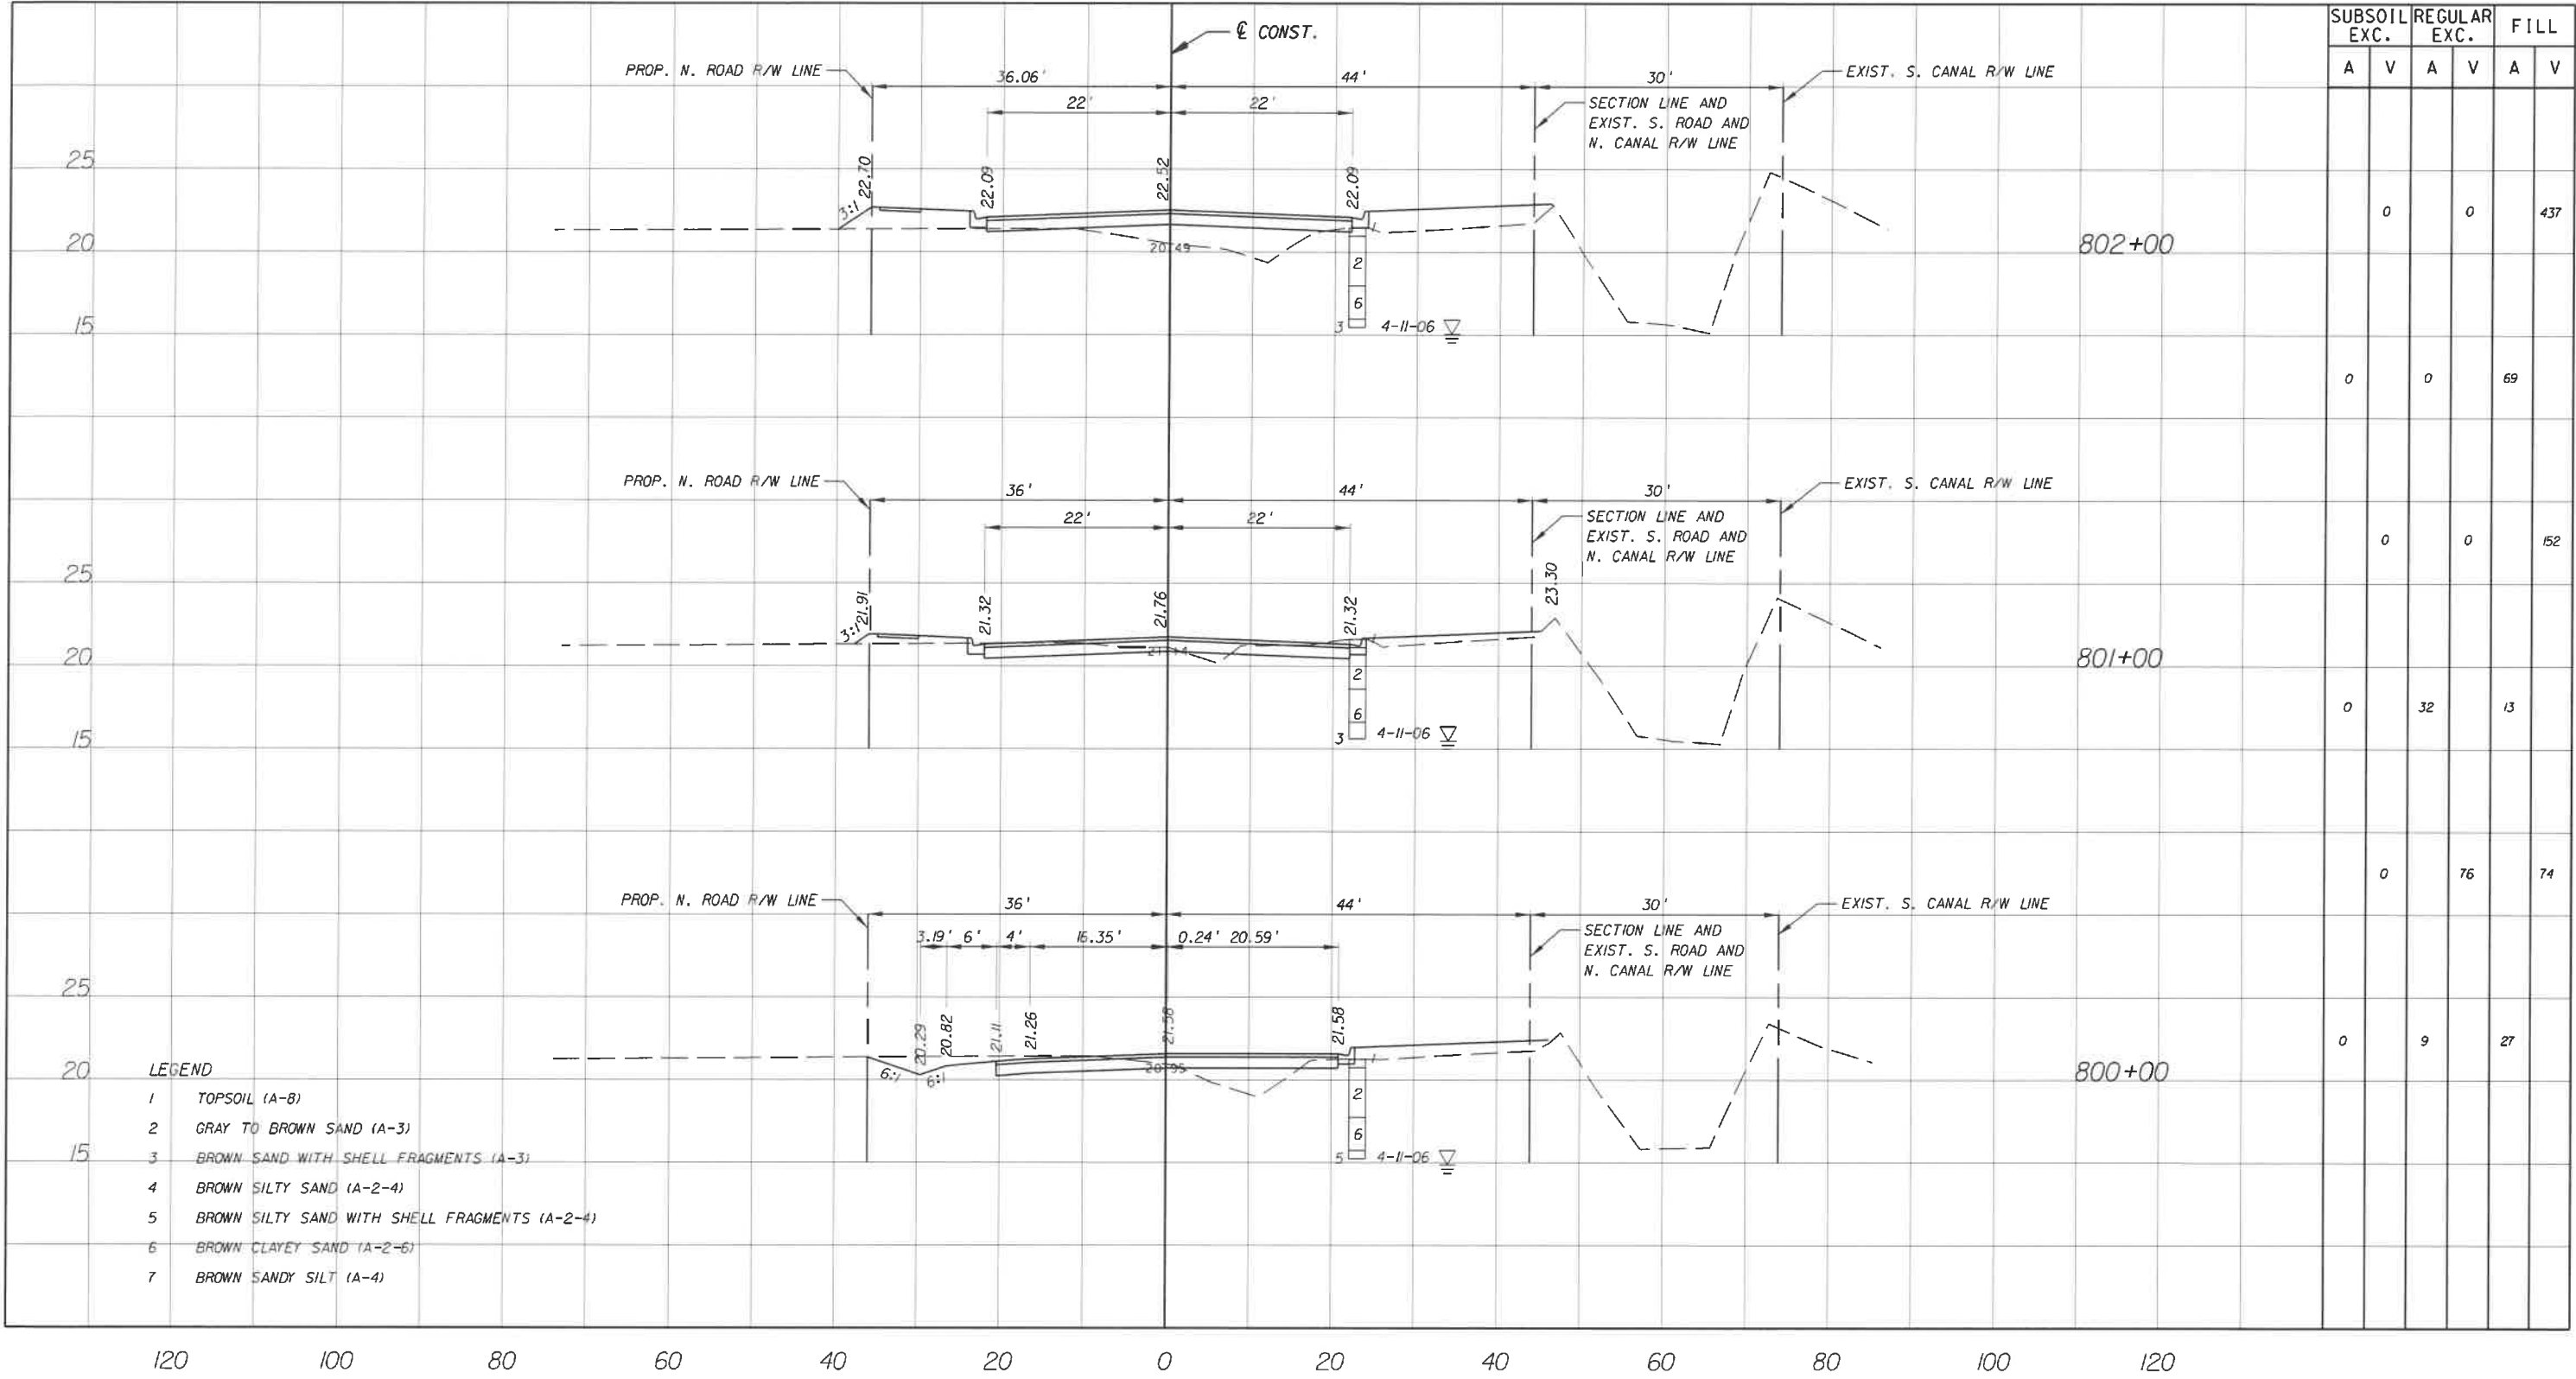 SUBSOIL EXC. REGULAR EXC. FILL
A V A V A V
℄ CONST.
PROP. N. ROAD R/W LINE
36.06'
44'
30'
EXIST. S. CANAL R/W LINE
22'
22'
SECTION LINE AND
EXIST. S. ROAD AND
N. CANAL R/W LINE
25
20
15
3:1
22.70
22.09
22.52
22.09
20.49
1
2
6
3
4-11-06
802+00
0 0 437
0 0 69
PROP. N. ROAD R/W LINE
36'
44'
30'
EXIST. S. CANAL R/W LINE
22'
22'
SECTION LINE AND
EXIST. S. ROAD AND
N. CANAL R/W LINE
0 0 152
25
20
15
3:1
21.91
21.32
21.76
21.32
23.30
1
2
6
3
4-11-06
801+00
0 32 13
0 76 74
PROP. N. ROAD R/W LINE
36'
44'
30'
EXIST. S. CANAL R/W LINE
3.19' 6' 4' 16.35' 0.24' 20.59'
SECTION LINE AND
EXIST. S. ROAD AND
N. CANAL R/W LINE
25
20
15
6:1
6:1
20.29
20.82
21.11
21.26
21.58
21.58
20.95
1
2
6
5
4-11-06
800+00
0 9 27
LEGEND
1 TOPSOIL (A-8)
2 GRAY TO BROWN SAND (A-3)
3 BROWN SAND WITH SHELL FRAGMENTS (A-3)
4 BROWN SILTY SAND (A-2-4)
5 BROWN SILTY SAND WITH SHELL FRAGMENTS (A-2-4)
6 BROWN CLAYEY SAND (A-2-6)
7 BROWN SANDY SILT (A-4)
120 100 80 60 40 20 0 20 40 60 80 100 120